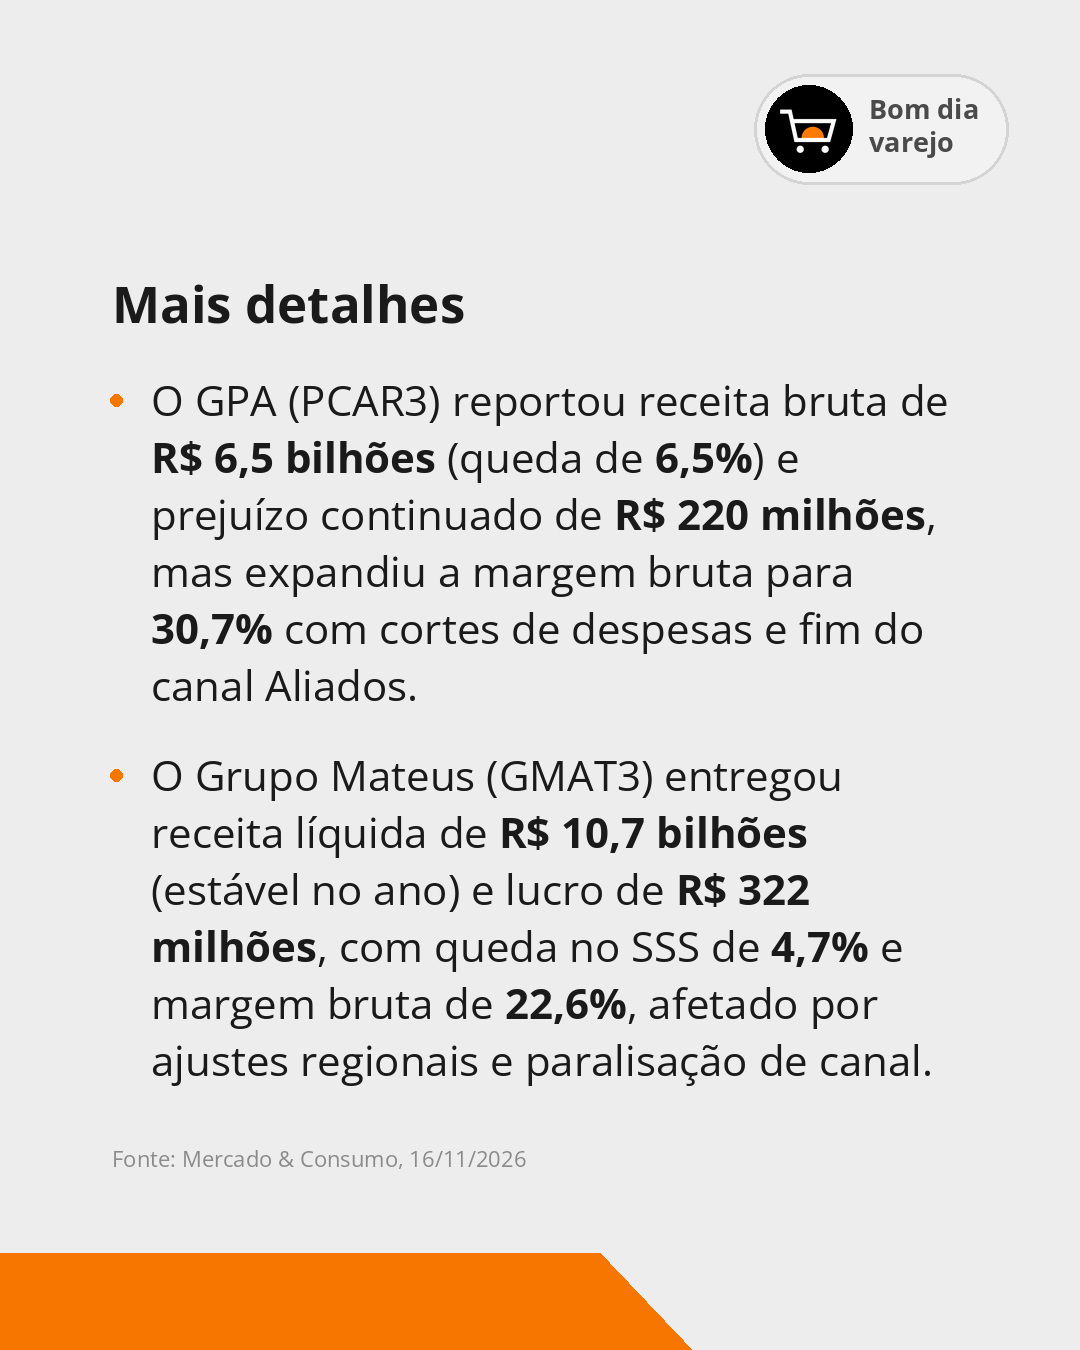 Bom dia
varejo
Mais detalhes
• O GPA (PCAR3) reportou receita bruta de
R$ 6,5 bilhões (queda de 6,5%) e
prejuízo continuado de R$ 220 milhões,
mas expandiu a margem bruta para
30,7% com cortes de despesas e fim do
canal Aliados.
• O Grupo Mateus (GMAT3) entregou
receita líquida de R$ 10,7 bilhões
(estável no ano) e lucro de R$ 322
milhões, com queda no SSS de 4,7% e
margem bruta de 22,6%, afetado por
ajustes regionais e paralisação de canal.
Fonte: Mercado & Consumo, 16/11/2026